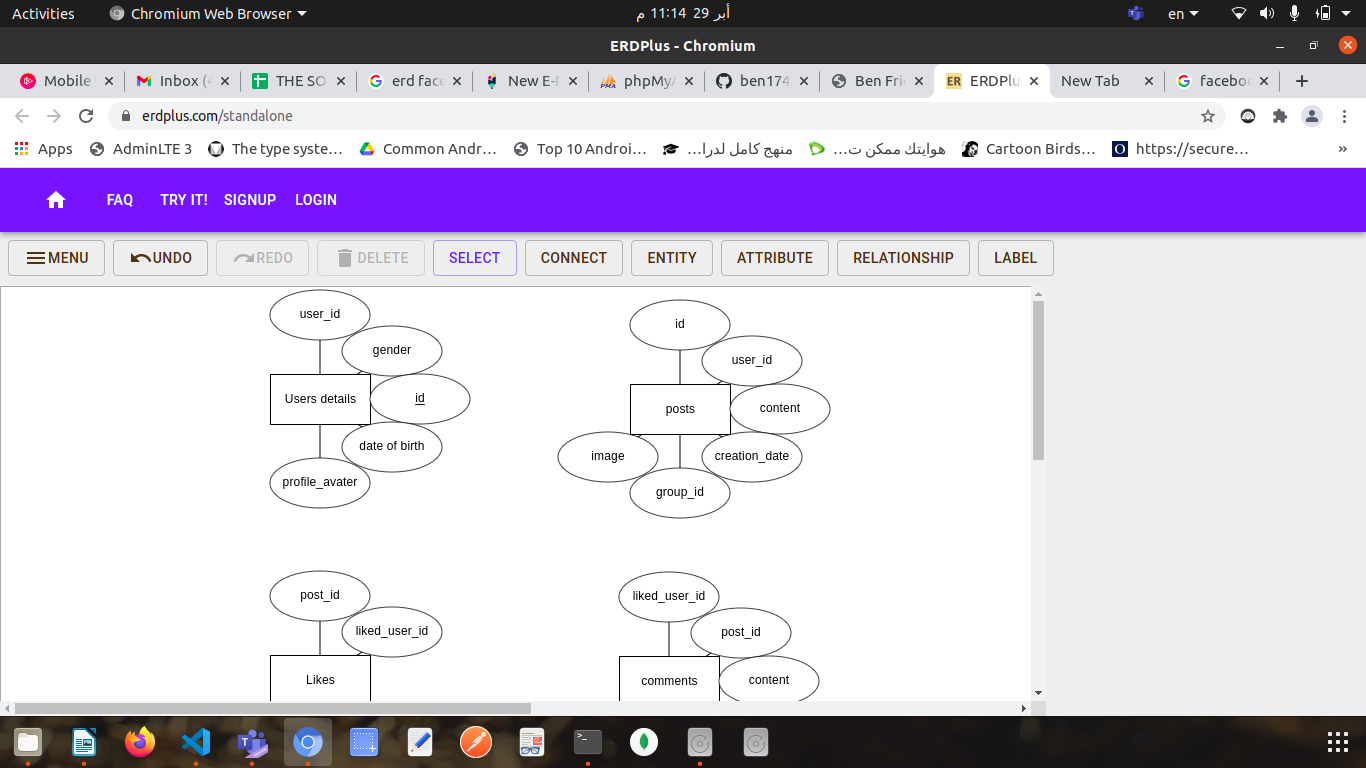 Activities
Chromium Web Browser
أبر 29 11:14 م
en
ERDPlus - Chromium
Mobile
Inbox (4
THE SO
erd face
New E-R
phpMyA
ben174
Ben Frie
ERDPlu
New Tab
faceboo
erdplus.com/standalone
Apps
AdminLTE 3
The type syste…
Common Andr…
Top 10 Androi…
منهج كامل لدرا…
هوايتك ممكن ت…
Cartoon Birds…
https://secure…
»
FAQ
TRY IT!
SIGNUP
LOGIN
MENU
UNDO
REDO
DELETE
SELECT
CONNECT
ENTITY
ATTRIBUTE
RELATIONSHIP
LABEL
user_id
gender
Users details
id
date of birth
profile_avater
id
user_id
posts
content
image
creation_date
group_id
post_id
liked_user_id
Likes
liked_user_id
post_id
comments
content